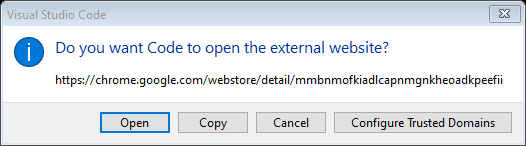 Visual Studio Code
Do you want Code to open the external website?
https://chrome.google.com/webstore/detail/mmbnmofkiadlcapnmgnkheoadkpeefii
Open Copy Cancel Configure Trusted Domains